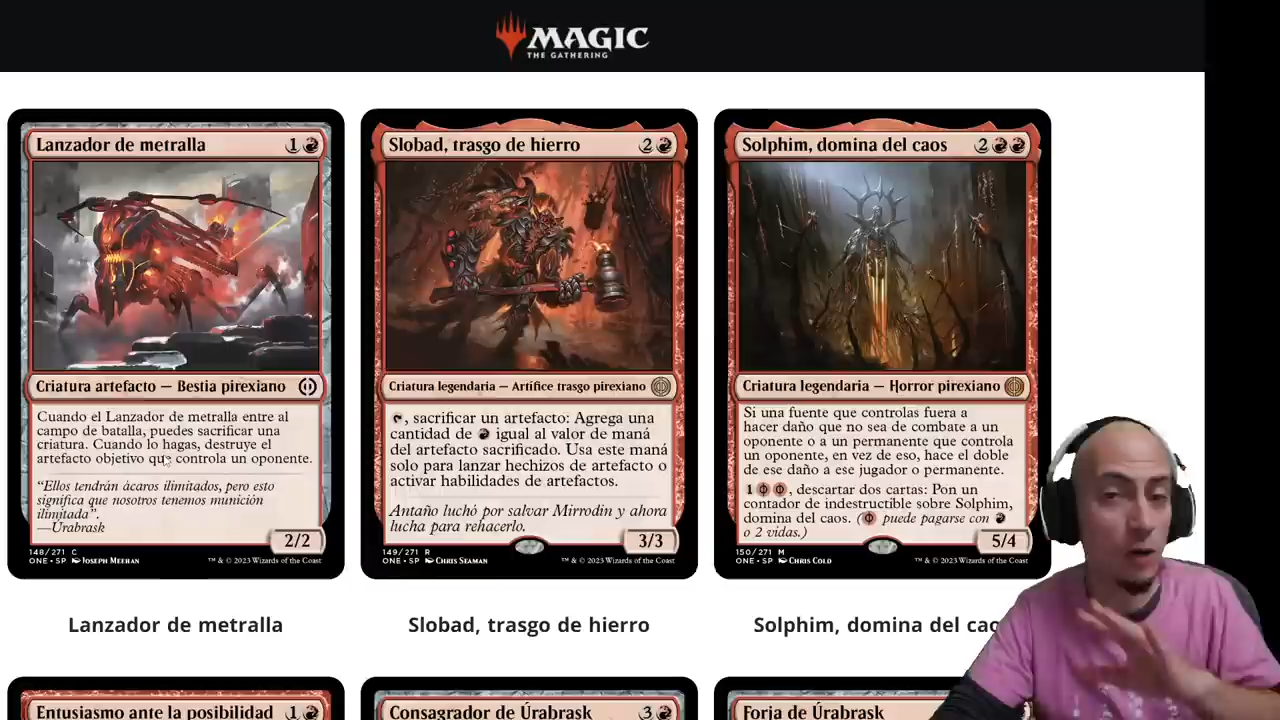 MAGIC
THE GATHERING
Lanzador de metralla 1
Criatura artefacto — Bestia pirexiano
Cuando el Lanzador de metralla entre al
campo de batalla, puedes sacrificar una
criatura. Cuando lo hagas, destruye el
artefacto objetivo que controla un oponente.
“Ellos tendrán ácaros ilimitados, pero esto
significa que nosotros tenemos munición
ilimitada”.
—Úrabrask
2/2
148/271 C
ONE • SP Joseph Meehan
™ & © 2023 Wizards of the Coast
Slobad, trasgo de hierro 2
Criatura legendaria — Artífice trasgo pirexiano
, sacrificar un artefacto: Agrega una
cantidad de igual al valor de maná
del artefacto sacrificado. Usa este maná
solo para lanzar hechizos de artefacto o
activar habilidades de artefactos.
Antaño luchó por salvar Mirrodin y ahora
lucha para rehacerlo.
3/3
149/271 R
ONE • SP Chris Seaman
™ & © 2023 Wizards of the Coast
Solphim, domina del caos 2
Criatura legendaria — Horror pirexiano
Si una fuente que controlas fuera a
hacer daño que no sea de combate a un
oponente o a un permanente que controla
un oponente, en vez de eso, hace el doble
de ese daño a ese jugador o permanente.
1 , descartar dos cartas: Pon un
contador de indestructible sobre Solphim,
domina del caos. ( puede pagarse con
o 2 vidas.)
5/4
150/271 M
ONE • SP Chris Cold
™ & © 2023 Wizards of the Coast
Lanzador de metralla
Slobad, trasgo de hierro
Solphim, domina del cao
Entusiasmo ante la posibilidad 1
Consagrador de Úrabrask 3
Forja de Úrabrask